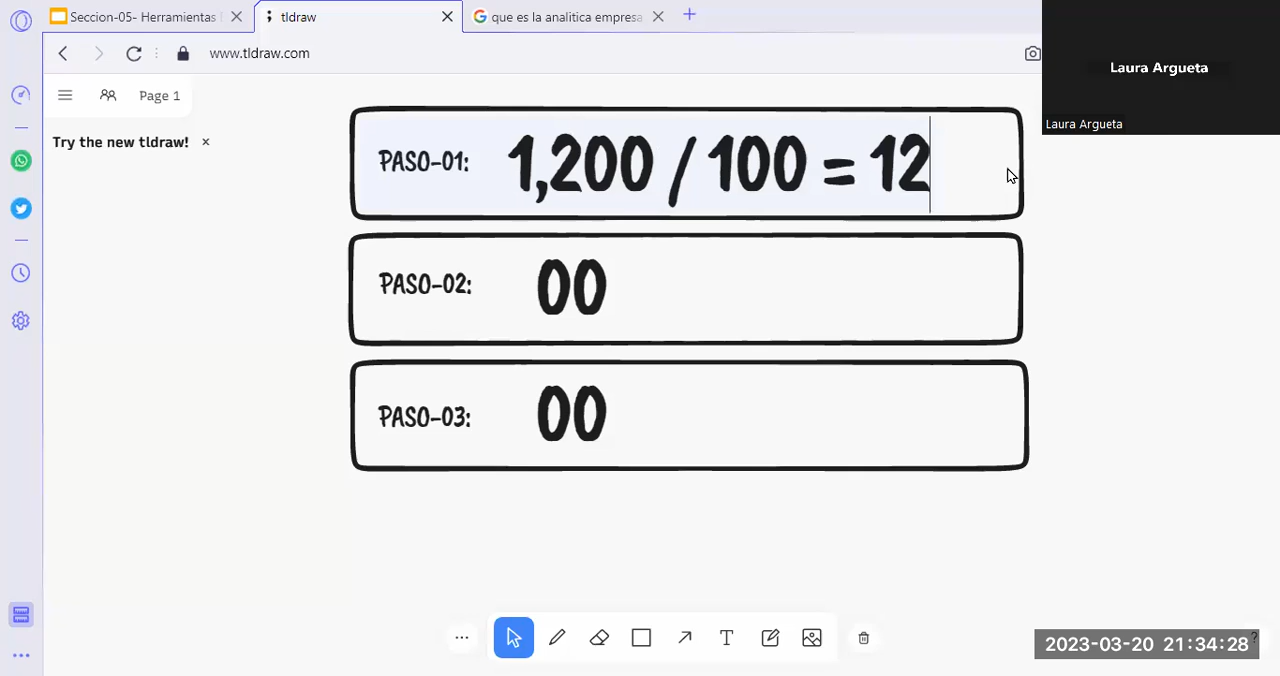 Seccion-05- Herramientas
tldraw
que es la analitica empresa
www.tldraw.com
Laura Argueta
Page 1
Laura Argueta
Try the new tldraw!
PASO-01: 1,200 / 100 = 12
PASO-02: 00
PASO-03: 00
T
2023-03-20 21:34:28
?